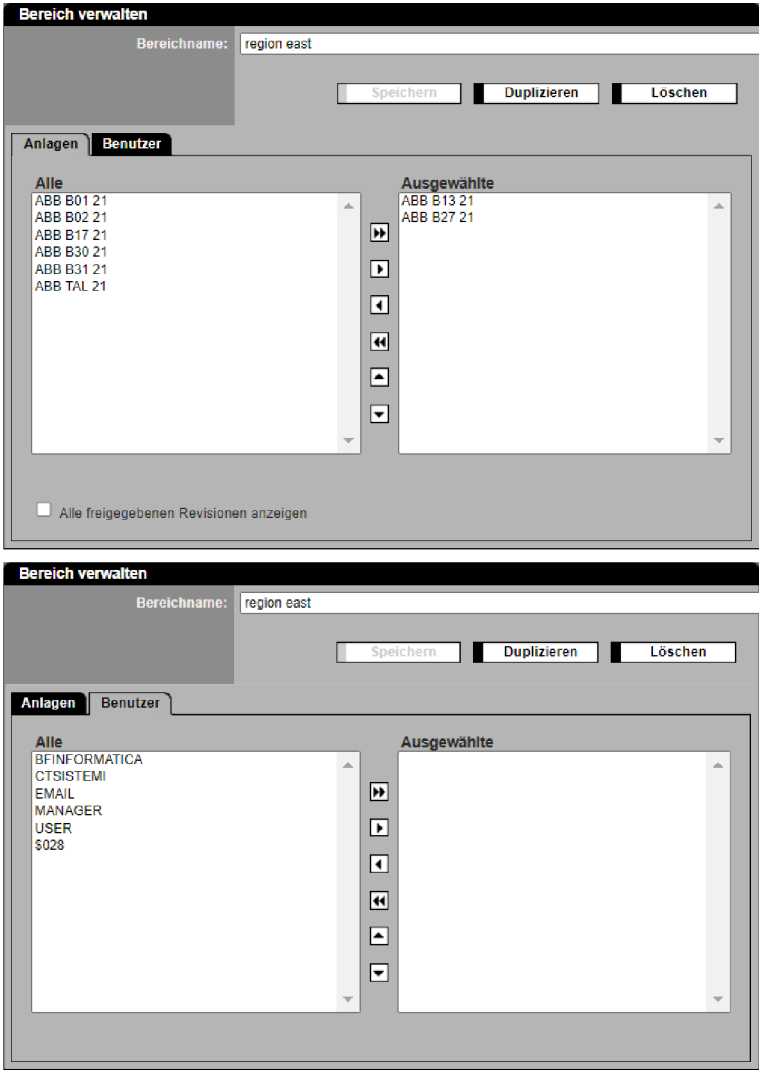 Bereich verwalten
Bereichname: region east
Speichern Duplizieren Löschen
Anlagen Benutzer
Alle Ausgewählte
ABB B01 21 ABB B13 21
ABB B02 21 ABB B27 21
ABB B17 21
ABB B30 21
ABB B31 21
ABB TAL 21
Alle freigegebenen Revisionen anzeigen
Bereich verwalten
Bereichname: region east
Speichern Duplizieren Löschen
Anlagen Benutzer
Alle Ausgewählte
BFINFORMATICA
CTSISTEMI
EMAIL
MANAGER
USER
$028